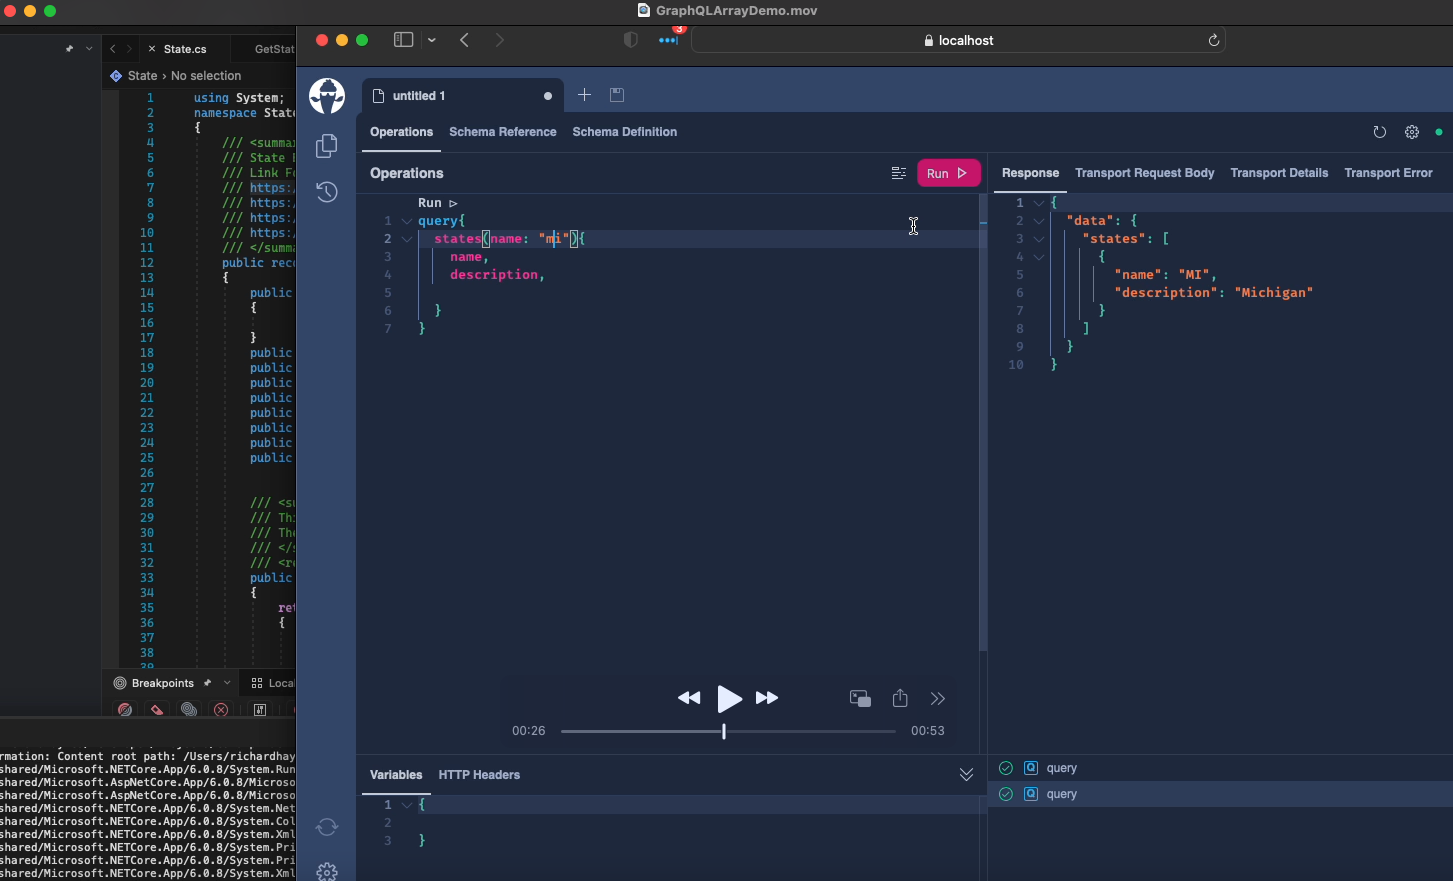 GraphQLArrayDemo.mov
State.cs
GetStat
State › No selection
1 using System;
2 namespace State
3 {
4 /// <summa
5 /// State E
6 /// Link Fo
7 /// https:/
8 /// https:/
9 /// https:/
10 /// https:/
11 /// </summa
12 public reco
13 {
14 public
15 {
16
17 }
18 public
19 public
20 public
21 public
22 public
23 public
24 public
25 public
26
27
28 /// <su
29 /// Thi
30 /// The
31 /// </s
32 /// <re
33 public
34 {
35 ret
36 {
37
38
39
Breakpoints
Local
rmation: Content root path: /Users/richardhay
shared/Microsoft.NETCore.App/6.0.8/System.Run
shared/Microsoft.AspNetCore.App/6.0.8/Microso
shared/Microsoft.AspNetCore.App/6.0.8/Microso
shared/Microsoft.NETCore.App/6.0.8/System.Net
shared/Microsoft.NETCore.App/6.0.8/System.Col
shared/Microsoft.NETCore.App/6.0.8/System.Xml
shared/Microsoft.NETCore.App/6.0.8/System.Pri
shared/Microsoft.NETCore.App/6.0.8/System.Pri
shared/Microsoft.NETCore.App/6.0.8/System.Xml
3
localhost
untitled 1
Operations Schema Reference Schema Definition
Operations
Run
Run
1 query{
2 states(name: "mi"){
3 name,
4 description,
5
6 }
7 }
00:26
00:53
Variables HTTP Headers
1 {
2
3 }
Response Transport Request Body Transport Details Transport Error
1 {
2 "data": {
3 "states": [
4 {
5 "name": "MI",
6 "description": "Michigan"
7 }
8 ]
9 }
10 }
Q query
Q query